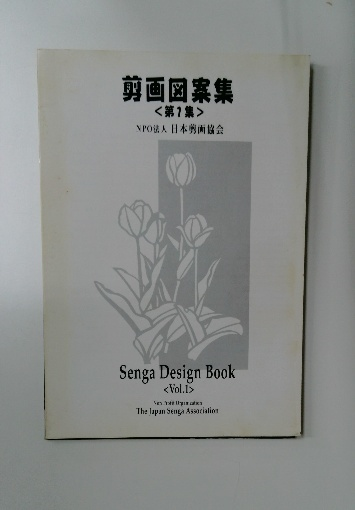 剪画図案集
<第1集>
NPO法人 日本剪画協会
Senga Design Book
<Vol.1>
Non Profit Organization
The Japan Senga Association